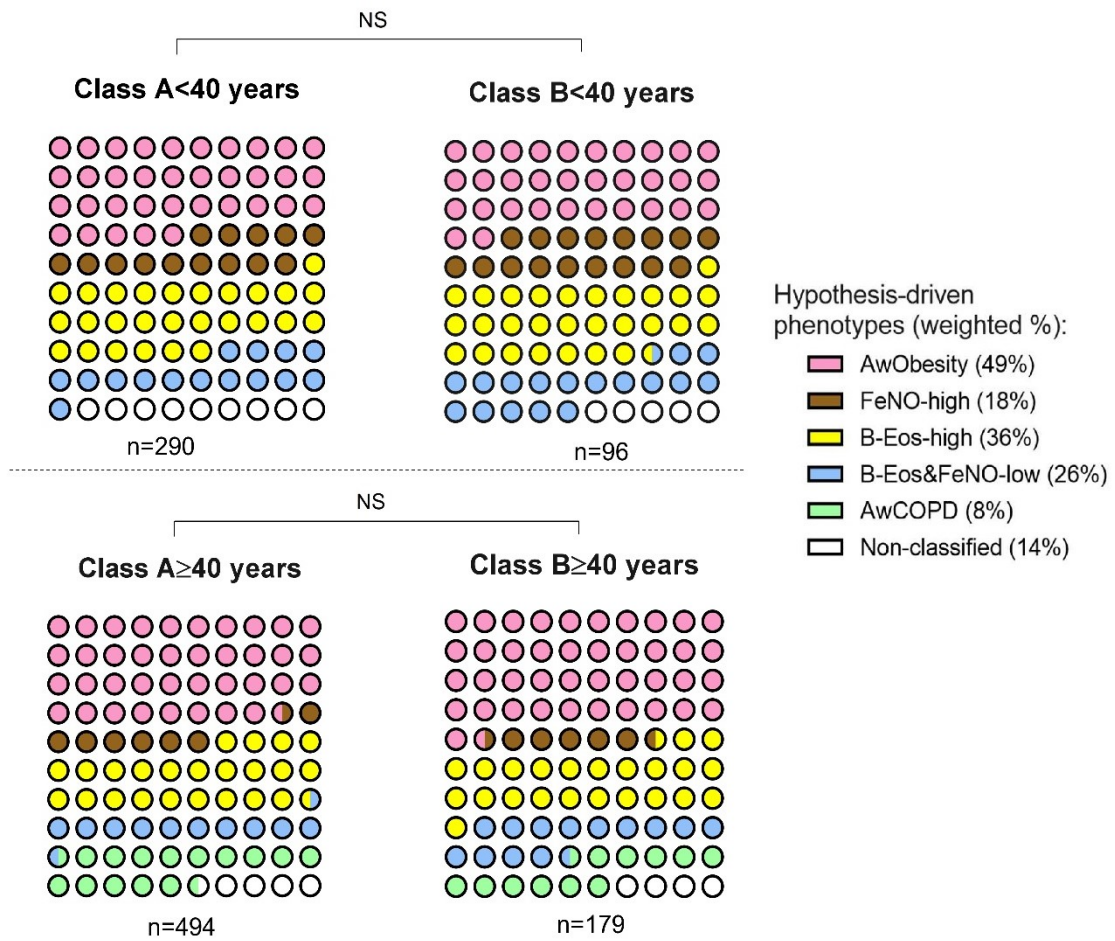 NS
Class A<40 years
Class B<40 years
n=290
n=96
NS
Class A≥40 years
Class B≥40 years
n=494
n=179
Hypothesis-driven
phenotypes (weighted %):
AwObesity (49%)
FeNO-high (18%)
B-Eos-high (36%)
B-Eos&FeNO-low (26%)
AwCOPD (8%)
Non-classified (14%)